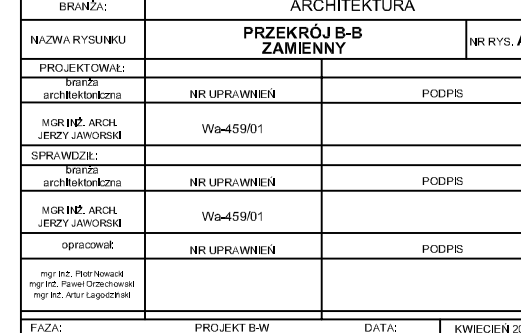 BRANŻA: ARCHITEKTURA
NAZWA RYSUNKU PRZEKRÓJ B-B ZAMIENNY NR RYS. A
PROJEKTOWAŁ:
branża
architektoniczna NR UPRAWNIEŃ PODPIS
MGR INŻ. ARCH.
JERZY JAWORSKI Wa-459/01
SPRAWDZIŁ:
branża
architektoniczna NR UPRAWNIEŃ PODPIS
MGR INŻ. ARCH.
JERZY JAWORSKI Wa-459/01
opracował: NR UPRAWNIEŃ PODPIS
mgr inż. Piotr Nowacki
mgr inż. Paweł Orzechowski
mgr inż. Artur Łagodziński
FAZA: PROJEKT B-W DATA: KWIECIEŃ 20